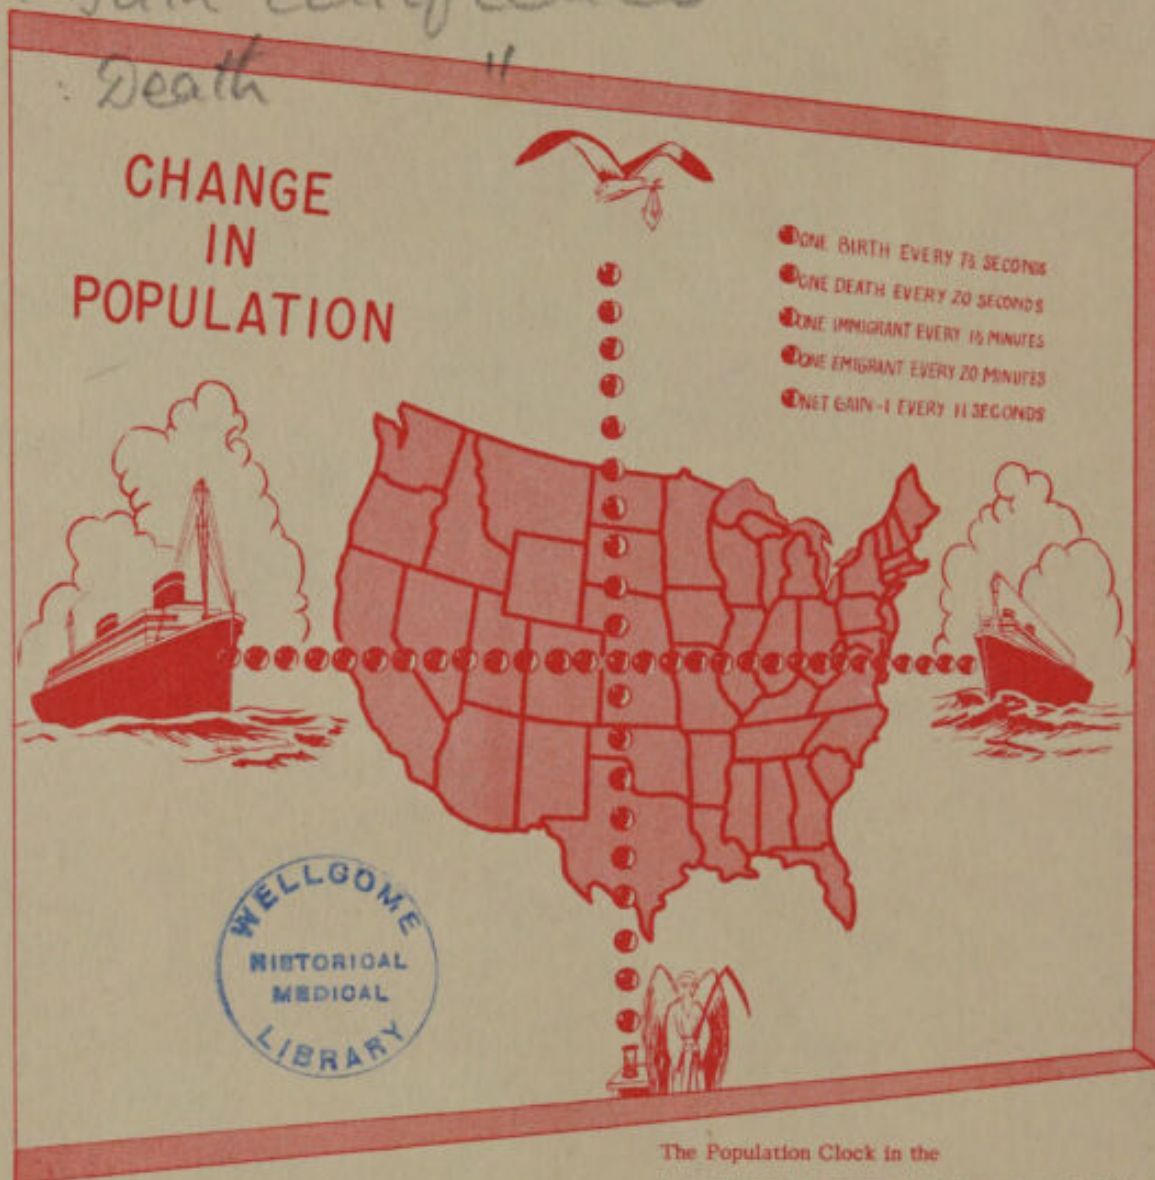 Death "
CHANGE
IN
POPULATION
ONE BIRTH EVERY 7½ SECONDS
ONE DEATH EVERY 20 SECONDS
ONE IMMIGRANT EVERY 1½ MINUTES
ONE EMIGRANT EVERY 20 MINUTES
NET GAIN-1 EVERY 11 SECONDS
WELLCOME
HISTORICAL
MEDICAL
LIBRARY
The Population Clock in the